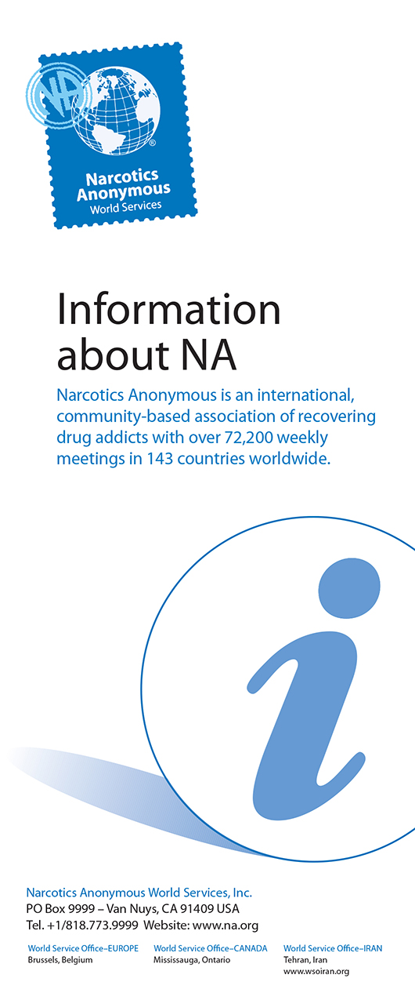 NA
®
Narcotics
Anonymous
World Services
Information
about NA
Narcotics Anonymous is an international,
community-based association of recovering
drug addicts with over 72,200 weekly
meetings in 143 countries worldwide.
i
Narcotics Anonymous World Services, Inc.
PO Box 9999 – Van Nuys, CA 91409 USA
Tel. +1/818.773.9999 Website: www.na.org
World Service Office–EUROPE
Brussels, Belgium
World Service Office–CANADA
Mississauga, Ontario
World Service Office–IRAN
Tehran, Iran
www.wsoiran.org